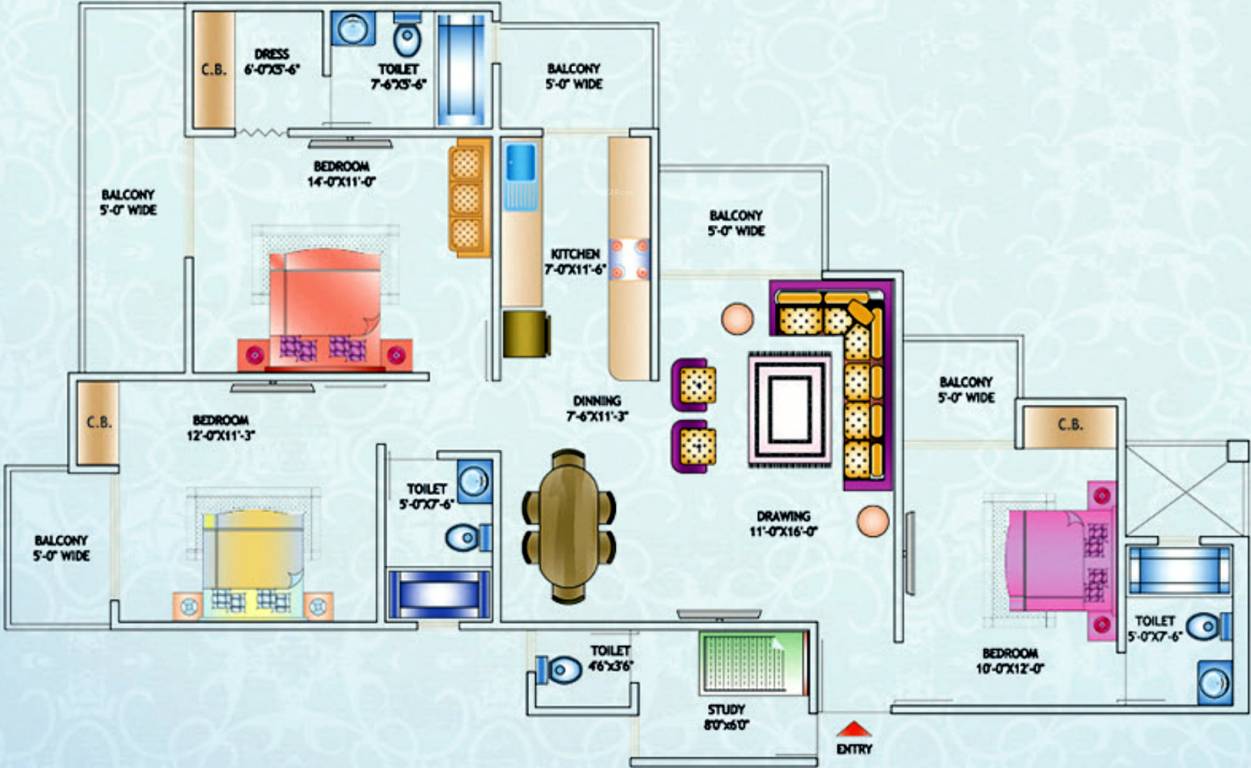 C.B.
DRESS
6'-0"X5'-6"
TOILET
7'-6"X5'-6"
BALCONY
5'-0" WIDE
BEDROOM
14'-0"X11'-0"
BALCONY
5'-0" WIDE
KITCHEN
7'-0"X11'-6"
BALCONY
5'-0" WIDE
C.B.
BEDROOM
12'-0"X11'-3"
DINNING
7'-6"X11'-3"
BALCONY
5'-0" WIDE
C.B.
TOILET
5'-0"X7'-6"
DRAWING
11'-0"X16'-0"
BALCONY
5'-0" WIDE
TOILET
5'-0"X7'-6"
BEDROOM
10'-0"X12'-0"
TOILET
4'6"x3'6"
STUDY
8'0"x6'0"
ENTRY